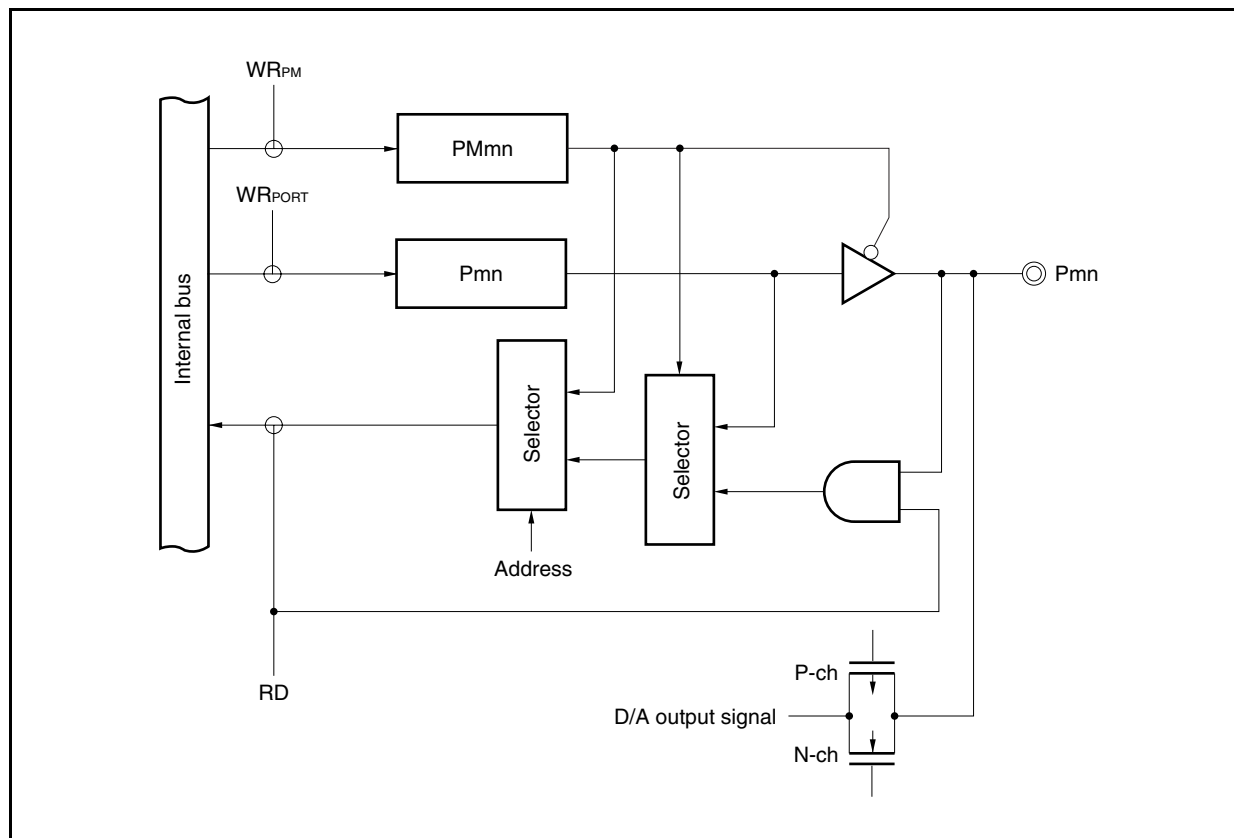 WRPM
PMmn
WRPORT
Pmn
Pmn
Internal bus
Selector
Selector
Address
RD
P-ch
D/A output signal
N-ch